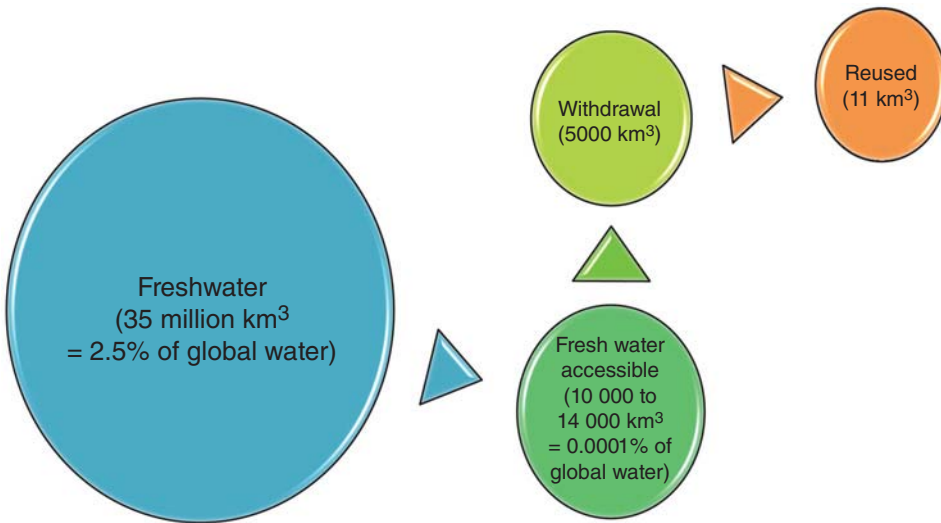 Freshwater
(35 million km³
= 2.5% of global water)
Fresh water
accessible
(10 000 to
14 000 km³
= 0.0001% of
global water)
Withdrawal
(5000 km³)
Reused
(11 km³)